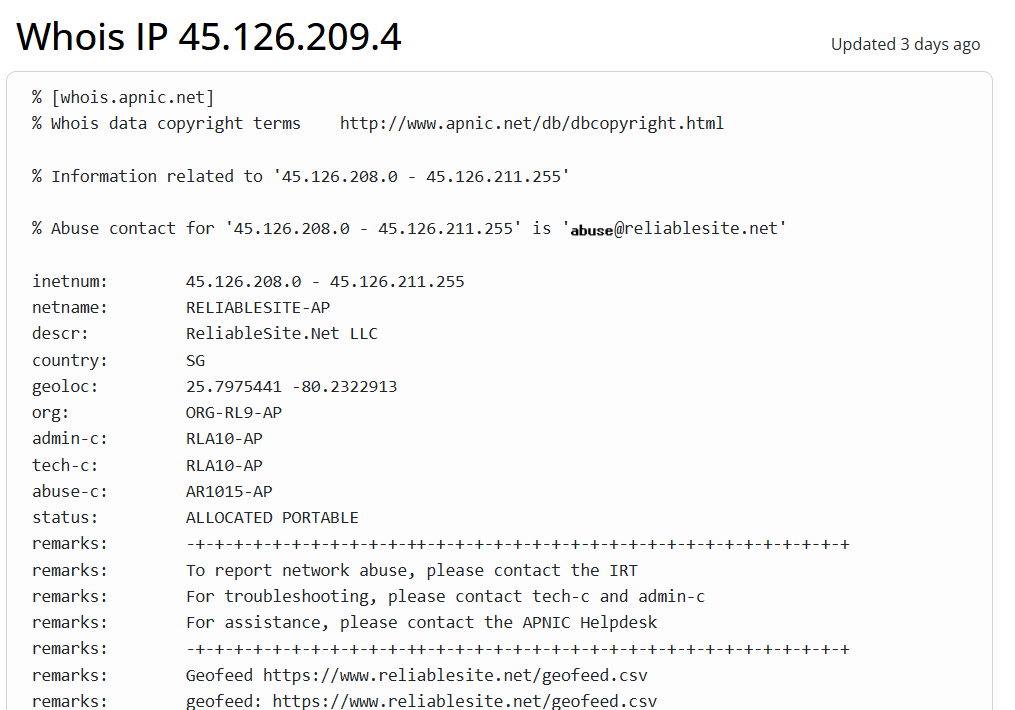 Whois IP 45.126.209.4
Updated 3 days ago
% [whois.apnic.net]
% Whois data copyright terms    http://www.apnic.net/db/dbcopyright.html
% Information related to '45.126.208.0 - 45.126.211.255'
% Abuse contact for '45.126.208.0 - 45.126.211.255' is 'abuse@reliablesite.net'
inetnum:        45.126.208.0 - 45.126.211.255
netname:        RELIABLESITE-AP
descr:          ReliableSite.Net LLC
country:        SG
geoloc:         25.7975441 -80.2322913
org:            ORG-RL9-AP
admin-c:        RLA10-AP
tech-c:         RLA10-AP
abuse-c:        AR1015-AP
status:         ALLOCATED PORTABLE
remarks:        -+-+-+-+-+-+-+-+-+-+-+-++-+-+-+-+-+-+-+-+-+-+-+-+-+-+-+-+-+-+-+-+-+-+
remarks:        To report network abuse, please contact the IRT
remarks:        For troubleshooting, please contact tech-c and admin-c
remarks:        For assistance, please contact the APNIC Helpdesk
remarks:        -+-+-+-+-+-+-+-+-+-+-+-++-+-+-+-+-+-+-+-+-+-+-+-+-+-+-+-+-+-+-+-+-+-+
remarks:        Geofeed https://www.reliablesite.net/geofeed.csv
remarks:        geofeed: https://www.reliablesite.net/geofeed.csv